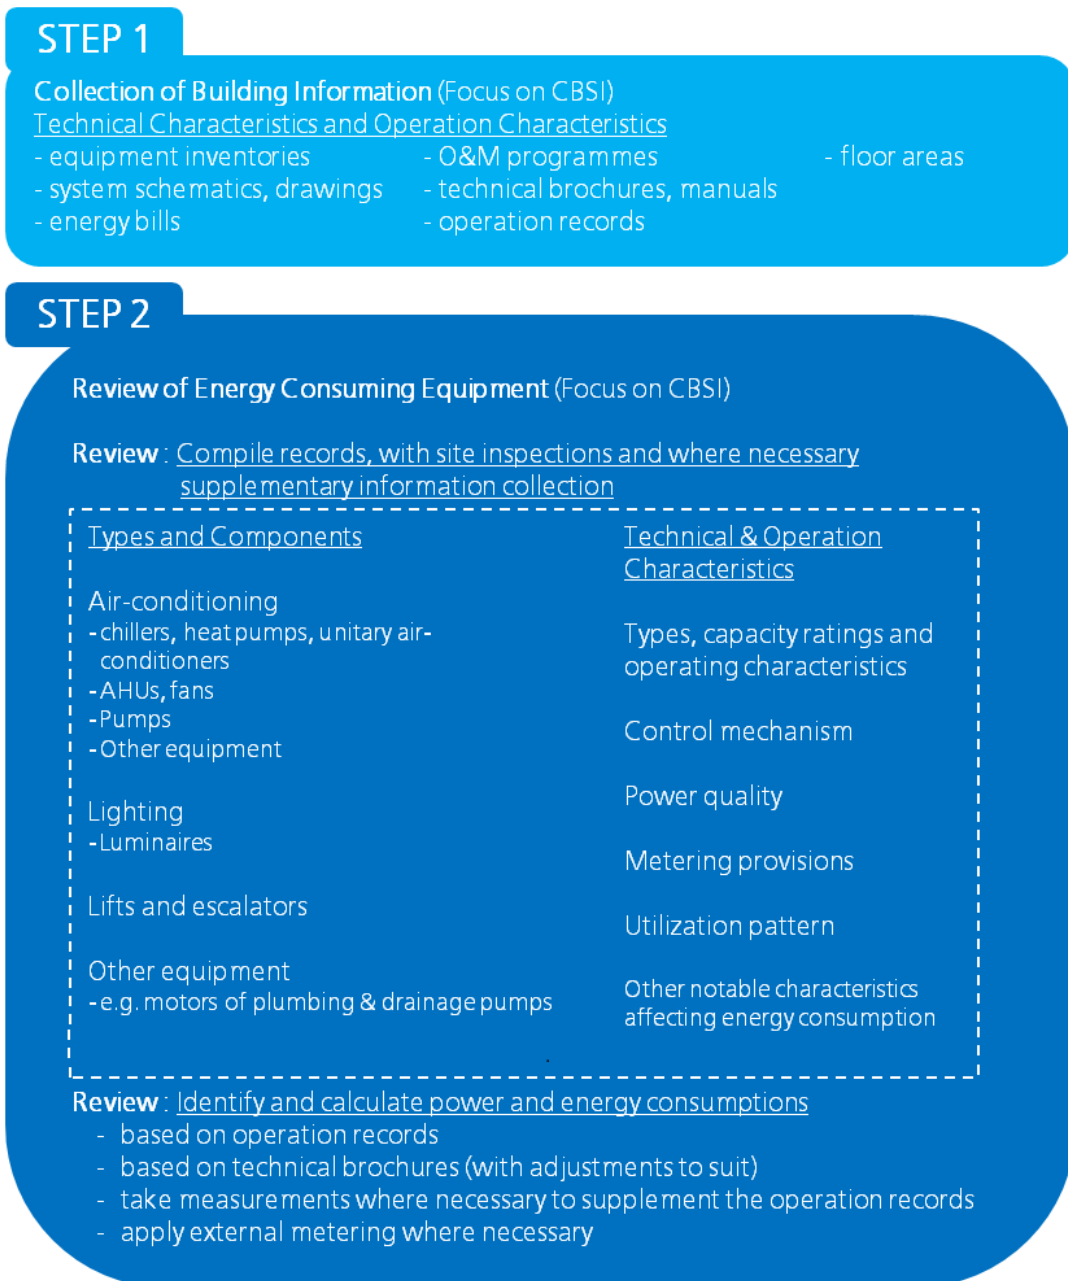 STEP 1
Collection of Building Information (Focus on CBSI)
Technical Characteristics and Operation Characteristics
- equipment inventories
- system schematics, drawings
- energy bills
- O&M programmes
- technical brochures, manuals
- operation records
- floor areas
STEP 2
Review of Energy Consuming Equipment (Focus on CBSI)
Review : Compile records, with site inspections and where necessary
supplementary information collection
Types and Components
Air-conditioning
- chillers, heat pumps, unitary air-
conditioners
- AHUs, fans
- Pumps
- Other equipment
Lighting
- Luminaires
Lifts and escalators
Other equipment
- e.g. motors of plumbing & drainage pumps
Technical & Operation
Characteristics
Types, capacity ratings and
operating characteristics
Control mechanism
Power quality
Metering provisions
Utilization pattern
Other notable characteristics
affecting energy consumption
Review : Identify and calculate power and energy consumptions
- based on operation records
- based on technical brochures (with adjustments to suit)
- take measurements where necessary to supplement the operation records
- apply external metering where necessary